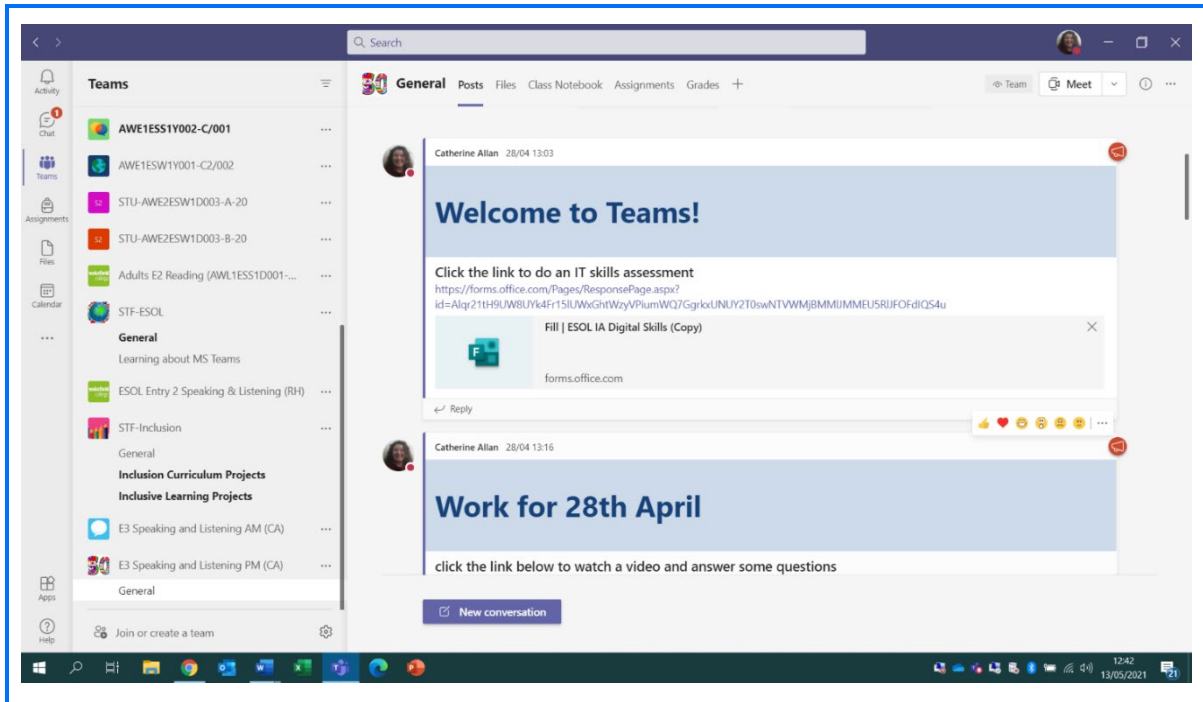 Search
Activity
Chat
1
Teams
Assignments
Files
Calendar
Apps
Help
Teams
AWE1ESS1Y002-C/001
AWE1ESW1Y001-C2/002
S2 STU-AWE2ESW1D003-A-20
S2 STU-AWE2ESW1D003-B-20
Adults E2 Reading (AWL1ESS1D001-...
STF-ESOL
General
Learning about MS Teams
ESOL Entry 2 Speaking & Listening (RH)
STF-Inclusion
General
Inclusion Curriculum Projects
Inclusive Learning Projects
E3 Speaking and Listening AM (CA)
E3 Speaking and Listening PM (CA)
General
Join or create a team
General Posts Files Class Notebook Assignments Grades
Team Meet
Catherine Allan 28/04 13:03
Welcome to Teams!
Click the link to do an IT skills assessment
https://forms.office.com/Pages/ResponsePage.aspx?
Fill | ESOL IA Digital Skills (Copy)
forms.office.com
Reply
Catherine Allan 28/04 13:16
Work for 28th April
click the link below to watch a video and answer some questions
New conversation
12:42
13/05/2021
21